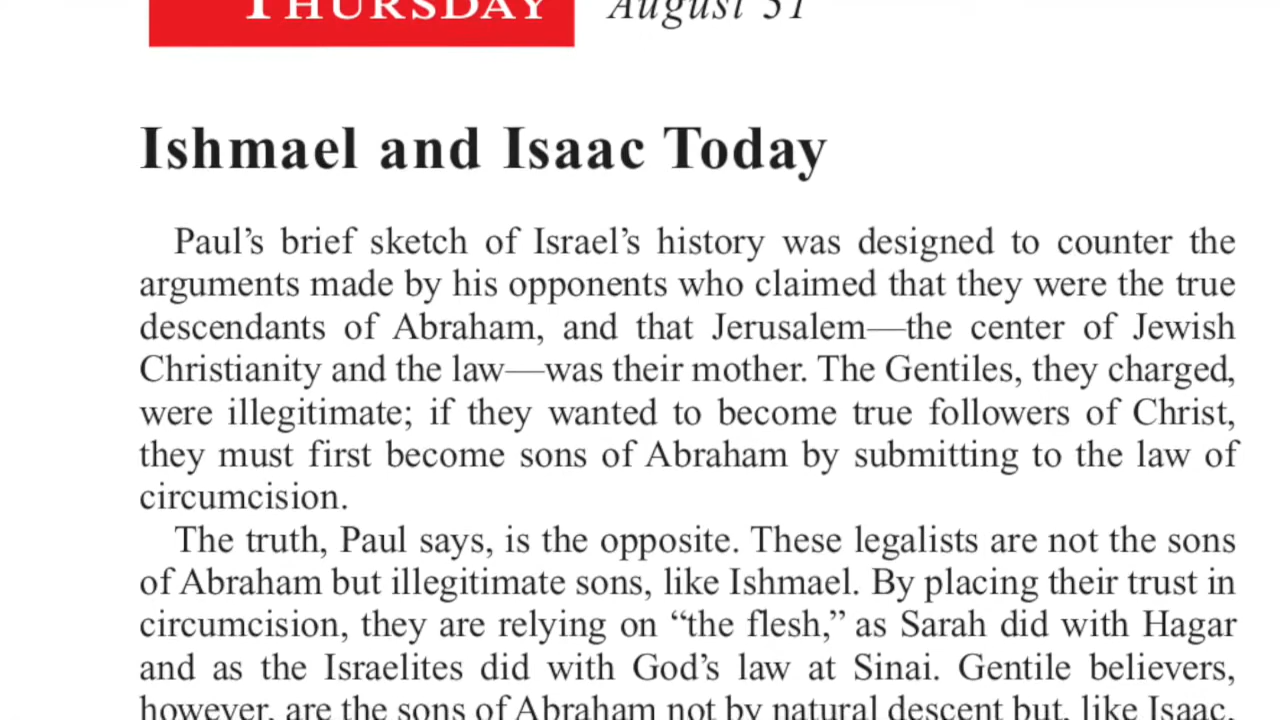 THURSDAY August 31
Ishmael and Isaac Today
Paul’s brief sketch of Israel’s history was designed to counter the
arguments made by his opponents who claimed that they were the true
descendants of Abraham, and that Jerusalem—the center of Jewish
Christianity and the law—was their mother. The Gentiles, they charged,
were illegitimate; if they wanted to become true followers of Christ,
they must first become sons of Abraham by submitting to the law of
circumcision.
The truth, Paul says, is the opposite. These legalists are not the sons
of Abraham but illegitimate sons, like Ishmael. By placing their trust in
circumcision, they are relying on “the flesh,” as Sarah did with Hagar
and as the Israelites did with God’s law at Sinai. Gentile believers,
however, are the sons of Abraham not by natural descent but, like Isaac,